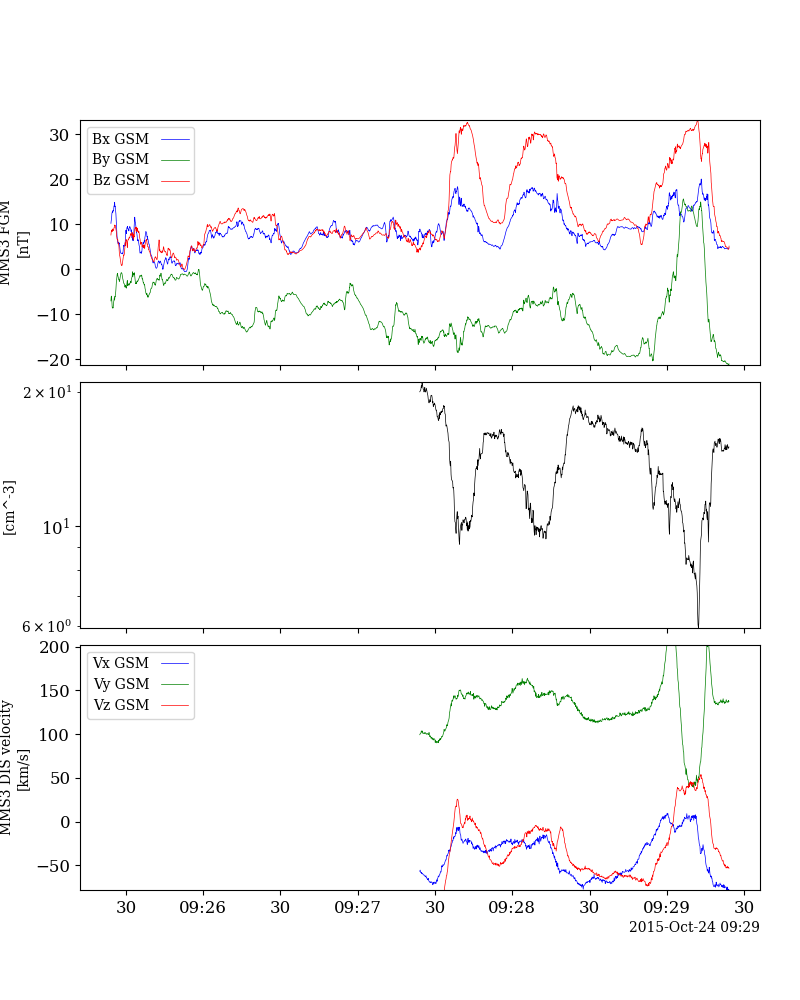 30
20
10
0
−10
−20
MMS3 FGM
[nT]
Bx GSM
By GSM
Bz GSM
2 × 10¹
10¹
6 × 10⁰
[cm^-3]
200
150
100
50
0
−50
MMS3 DIS velocity
[km/s]
Vx GSM
Vy GSM
Vz GSM
30 09:26 30 09:27 30 09:28 30 09:29 30
2015-Oct-24 09:29